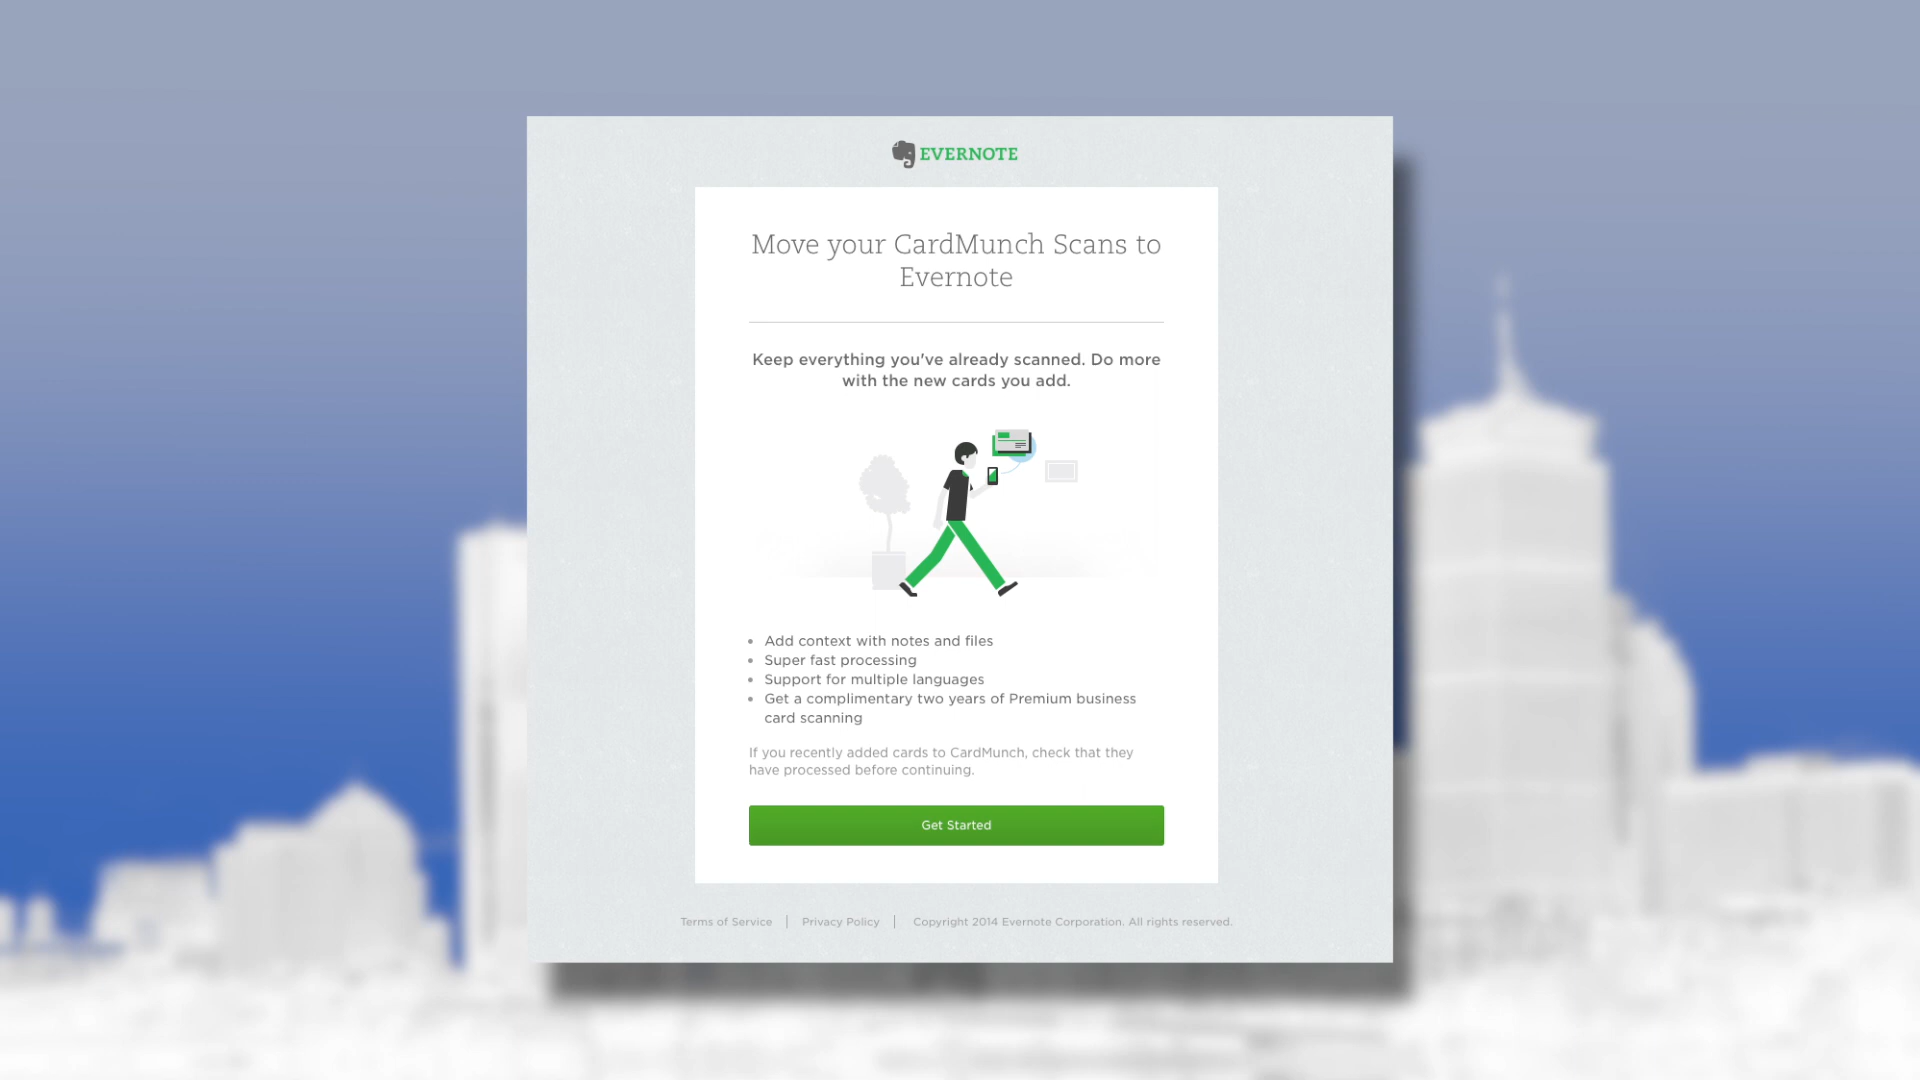 EVERNOTE
Move your CardMunch Scans to
Evernote
Keep everything you've already scanned. Do more
with the new cards you add.
• Add context with notes and files
• Super fast processing
• Support for multiple languages
• Get a complimentary two years of Premium business
card scanning
If you recently added cards to CardMunch, check that they
have processed before continuing.
Get Started
Terms of Service | Privacy Policy | Copyright 2014 Evernote Corporation. All rights reserved.